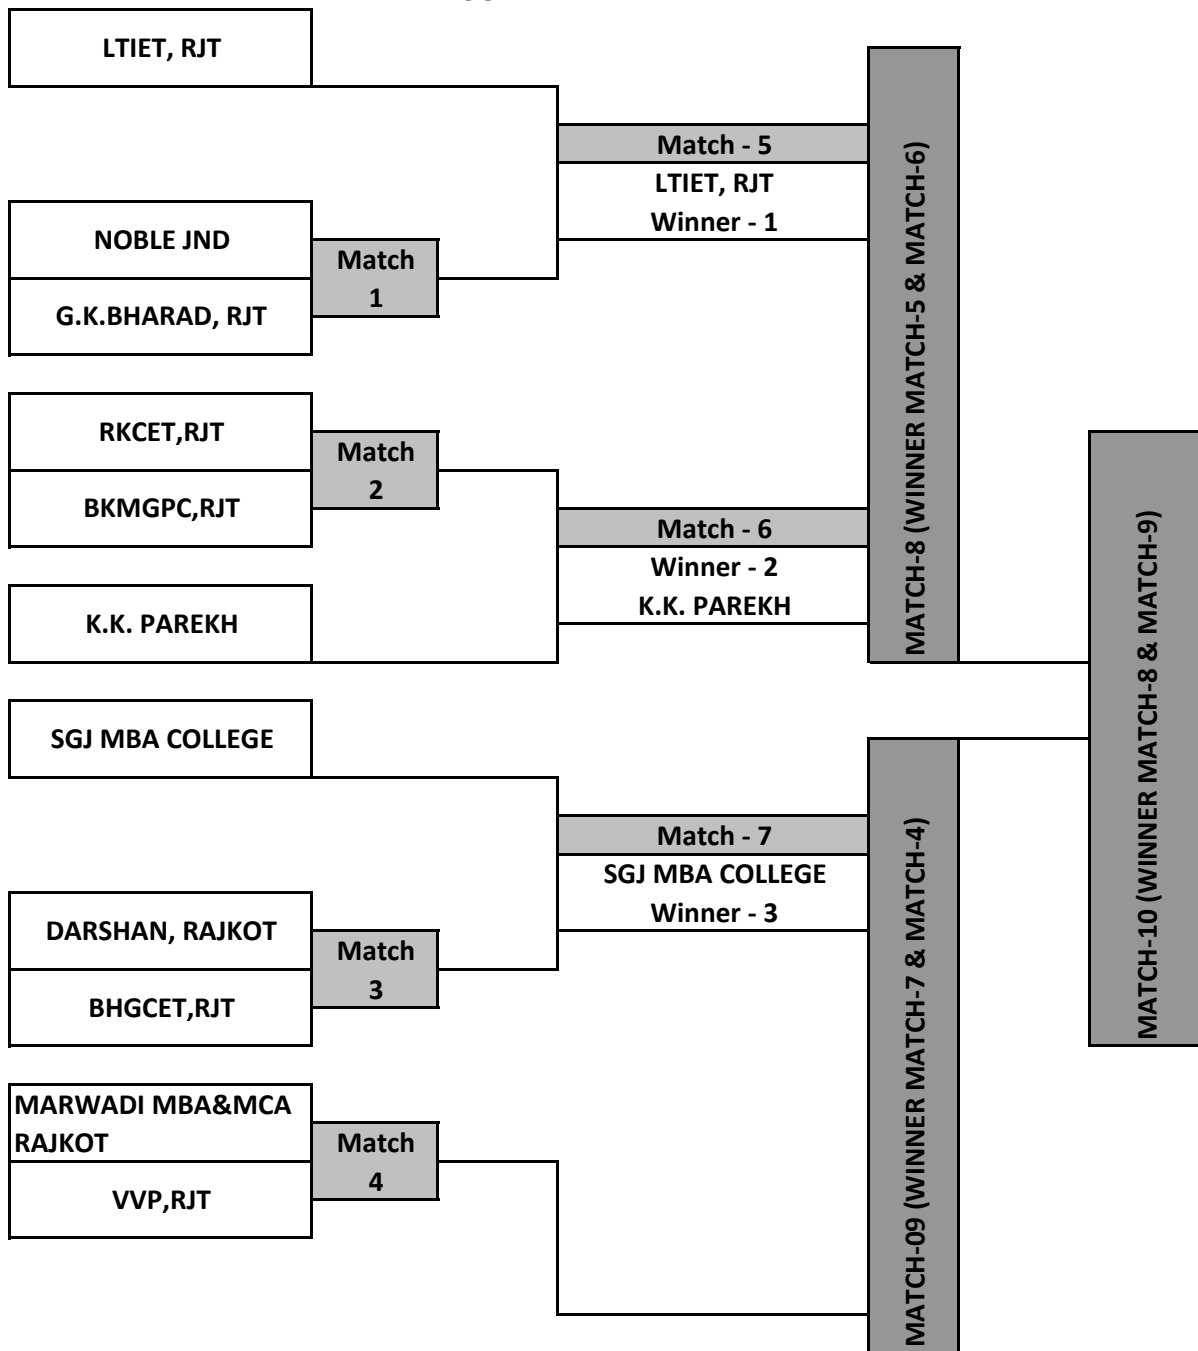 LTIET, RJT
Match - 5
LTIET, RJT
Winner - 1
NOBLE JND
Match
1
G.K.BHARAD, RJT
MATCH-8 (WINNER MATCH-5 & MATCH-6)
RKCET,RJT
Match
2
BKMGPC,RJT
Match - 6
Winner - 2
K.K. PAREKH
K.K. PAREKH
SGJ MBA COLLEGE
Match - 7
SGJ MBA COLLEGE
Winner - 3
DARSHAN, RAJKOT
Match
3
BHGCET,RJT
MARWADI MBA&MCA
RAJKOT
Match
4
VVP,RJT
MATCH-09 (WINNER MATCH-7 & MATCH-4)
MATCH-10 (WINNER MATCH-8 & MATCH-9)